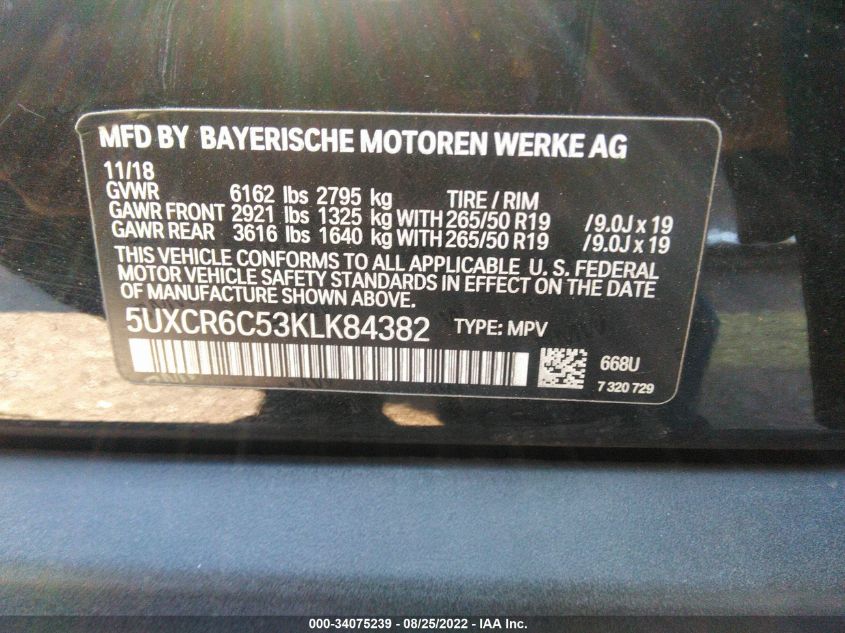 MFD BY BAYERISCHE MOTOREN WERKE AG
11/18
GVWR 6162 lbs 2795 kg TIRE / RIM
GAWR FRONT 2921 lbs 1325 kg WITH 265/50 R19 /9.0J x 19
GAWR REAR 3616 lbs 1640 kg WITH 265/50 R19 /9.0J x 19
THIS VEHICLE CONFORMS TO ALL APPLICABLE U. S. FEDERAL
MOTOR VEHICLE SAFETY STANDARDS IN EFFECT ON THE DATE
OF MANUFACTURE SHOWN ABOVE.
5UXCR6C53KLK84382 TYPE: MPV
668U
7 320 729
000-34075239 - 08/25/2022 - IAA Inc.